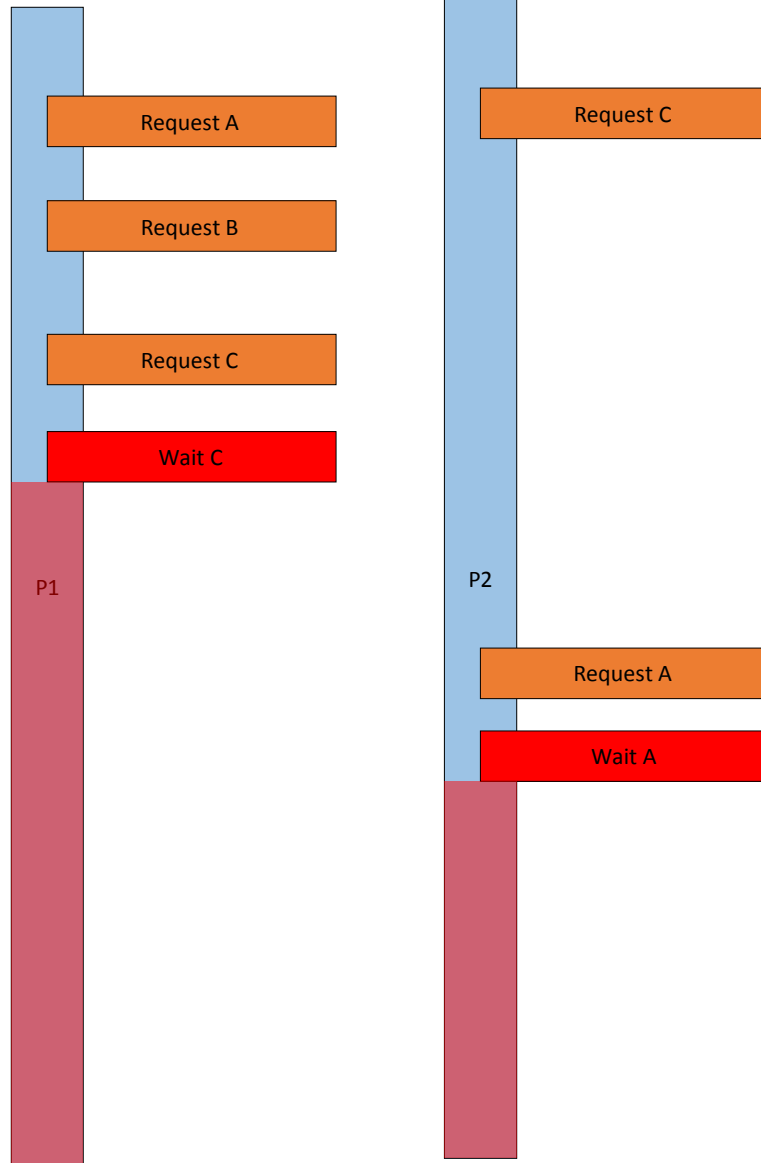 Request A
Request B
Request C
Wait C
P1
Request C
P2
Request A
Wait A